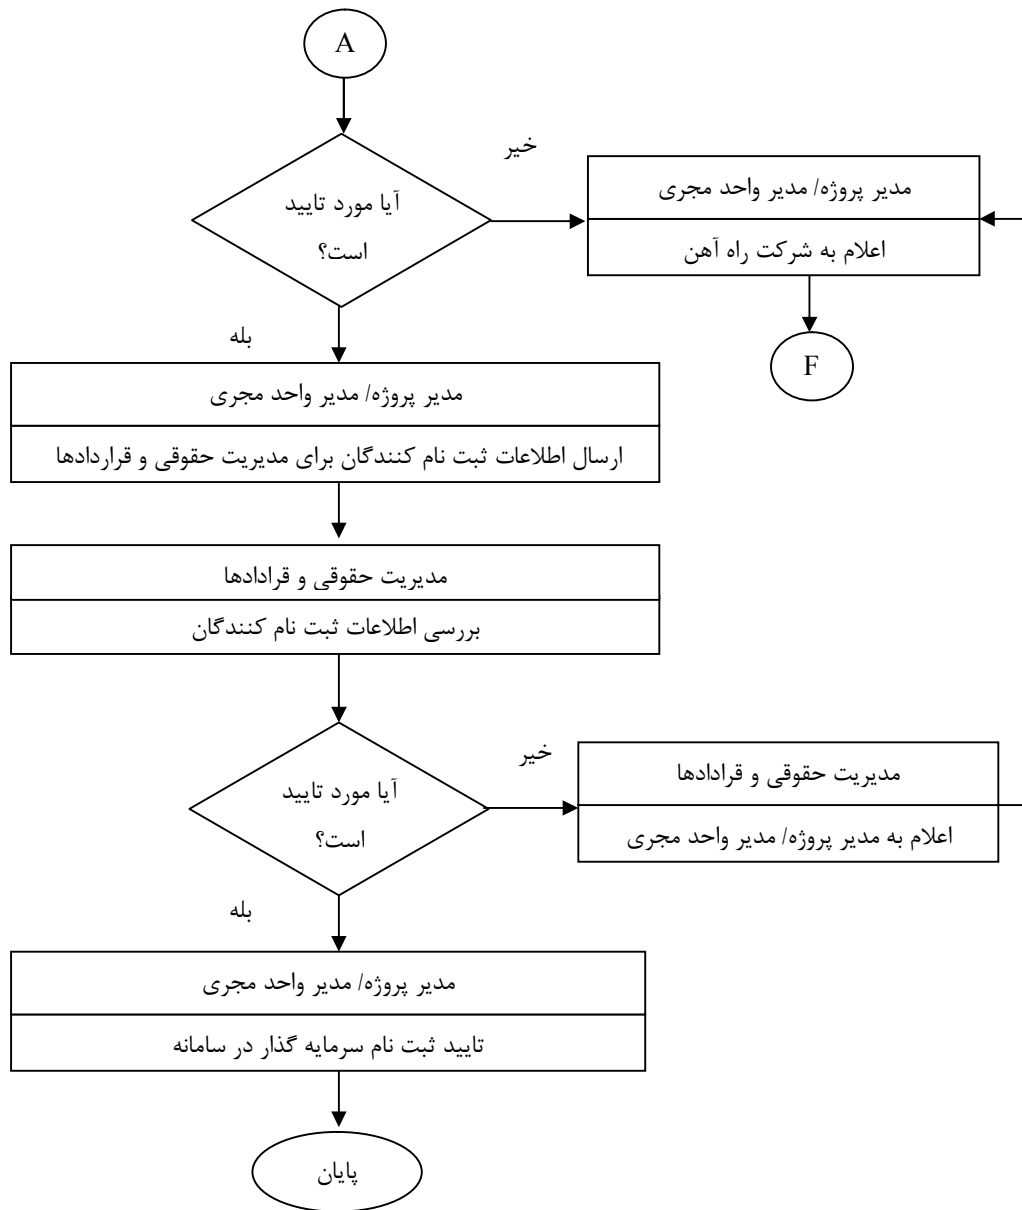 A
خیر
آیا مورد تایید
است؟
مدیر پروژه/ مدیر واحد مجری
اعلام به شرکت راه آهن
F
بله
مدیر پروژه/ مدیر واحد مجری
ارسال اطلاعات ثبت نام کنندگان برای مدیریت حقوقی و قراردادها
مدیریت حقوقی و قرادادها
بررسی اطلاعات ثبت نام کنندگان
آیا مورد تایید
است؟
خیر
مدیریت حقوقی و قرادادها
اعلام به مدیر پروژه/ مدیر واحد مجری
بله
مدیر پروژه/ مدیر واحد مجری
تایید ثبت نام سرمایه گذار در سامانه
پایان